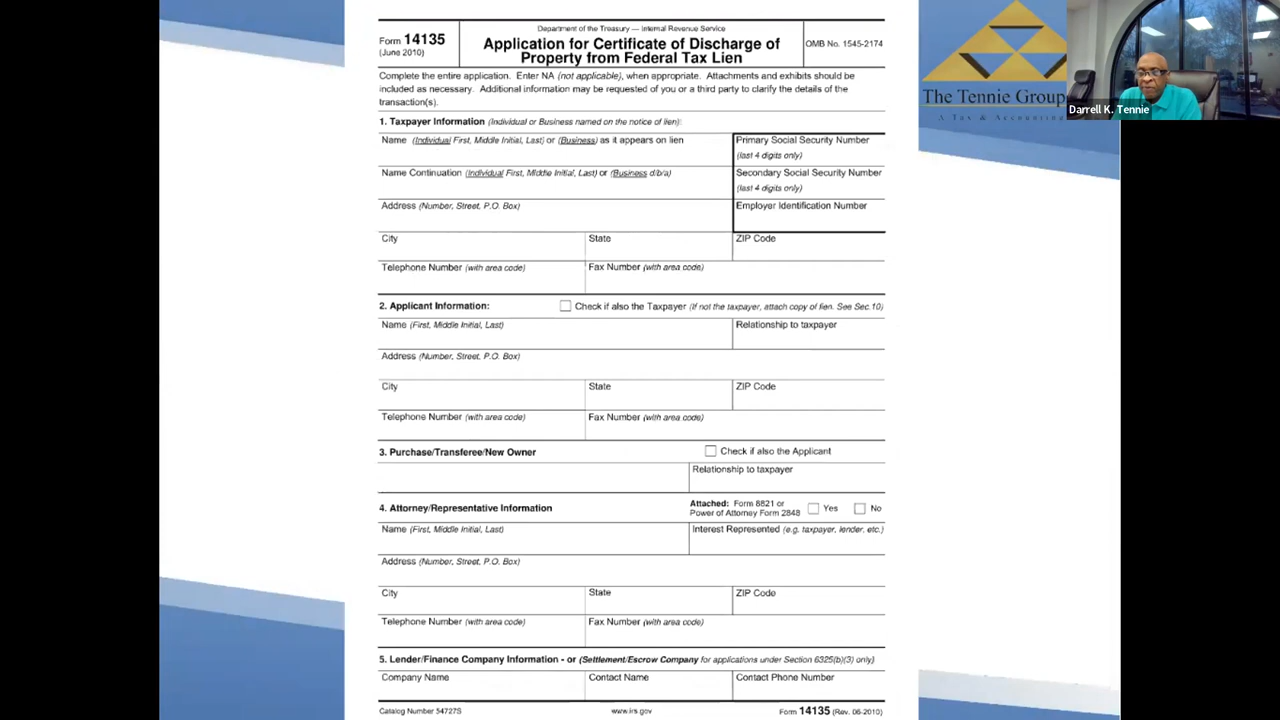 Form 14135
(June 2010)
Department of the Treasury — Internal Revenue Service
Application for Certificate of Discharge of
Property from Federal Tax Lien
OMB No. 1545-2174
The Tennie Group
A Tax & Accounting
Darrell K. Tennie
Complete the entire application. Enter NA (not applicable), when appropriate. Attachments and exhibits should be
included as necessary. Additional information may be requested of you or a third party to clarify the details of the
transaction(s).
1. Taxpayer Information (Individual or Business named on the notice of lien):
Name (Individual First, Middle Initial, Last) or (Business) as it appears on lien
Primary Social Security Number
(last 4 digits only)
Name Continuation (Individual First, Middle Initial, Last) or (Business d/b/a)
Secondary Social Security Number
(last 4 digits only)
Address (Number, Street, P.O. Box)
Employer Identification Number
City
State
ZIP Code
Telephone Number (with area code)
Fax Number (with area code)
2. Applicant Information:
Check if also the Taxpayer (If not the taxpayer, attach copy of lien. See Sec.10)
Name (First, Middle Initial, Last)
Relationship to taxpayer
Address (Number, Street, P.O. Box)
City
State
ZIP Code
Telephone Number (with area code)
Fax Number (with area code)
3. Purchase/Transferee/New Owner
Check if also the Applicant
Relationship to taxpayer
4. Attorney/Representative Information
Attached: Form 8821 or
Power of Attorney Form 2848
Yes
No
Name (First, Middle Initial, Last)
Interest Represented (e.g. taxpayer, lender, etc.)
Address (Number, Street, P.O. Box)
City
State
ZIP Code
Telephone Number (with area code)
Fax Number (with area code)
5. Lender/Finance Company Information - or (Settlement/Escrow Company for applications under Section 6325(b)(3) only)
Company Name
Contact Name
Contact Phone Number
Catalog Number 54727S
www.irs.gov
Form 14135 (Rev. 06-2010)